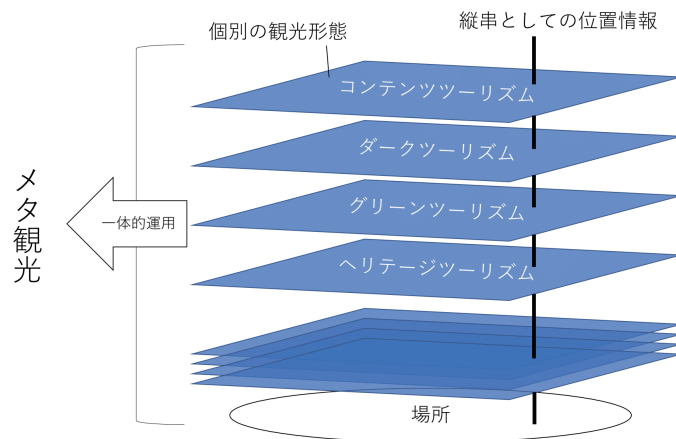 縦串としての位置情報
個別の観光形態
コンテンツツーリズム
ダークツーリズム
グリーンツーリズム
ヘリテージツーリズム
メタ観光
一体的運用
場所